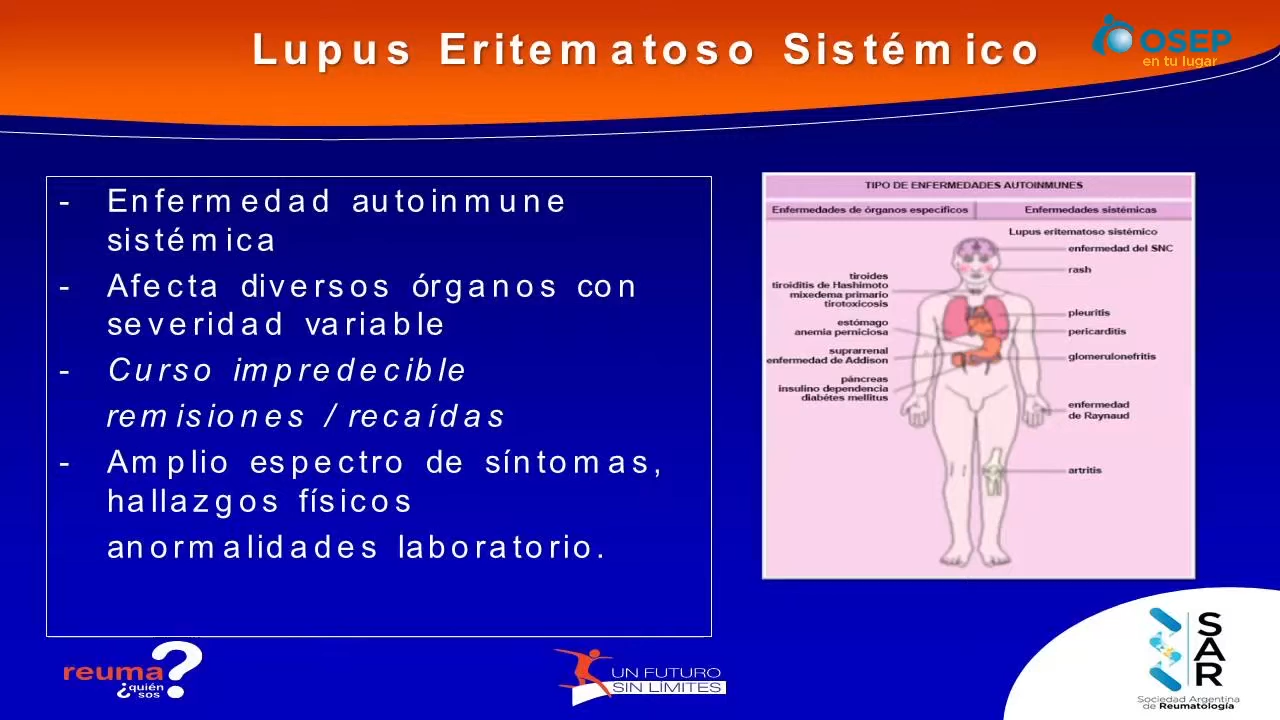 Lupus Eritematoso Sistémico
OSEP
en tu lugar
- Enfermedad autoinmune
sistémica
- Afecta diversos órganos con
severidad variable
- Curso impredecible
remisiones / recaídas
- Amplio espectro de síntomas,
hallazgos físicos
anormalidades laboratorio.
TIPO DE ENFERMEDADES AUTOINMUNES
Enfermedades de órganos específicos
Enfermedades sistémicas
Lupus eritematoso sistémico
enfermedad del SNC
rash
tiroides
tiroiditis de Hashimoto
mixedema primario
tirotoxicosis
pleuritis
estómago
anemia perniciosa
pericarditis
suprarrenal
enfermedad de Addison
glomerulonefritis
páncreas
insulino dependencia
diabétes mellitus
enfermedad
de Raynaud
artritis
reuma?
¿quién
sos
UN FUTURO
SIN LÍMITES
SAR
Sociedad Argentina
de Reumatología